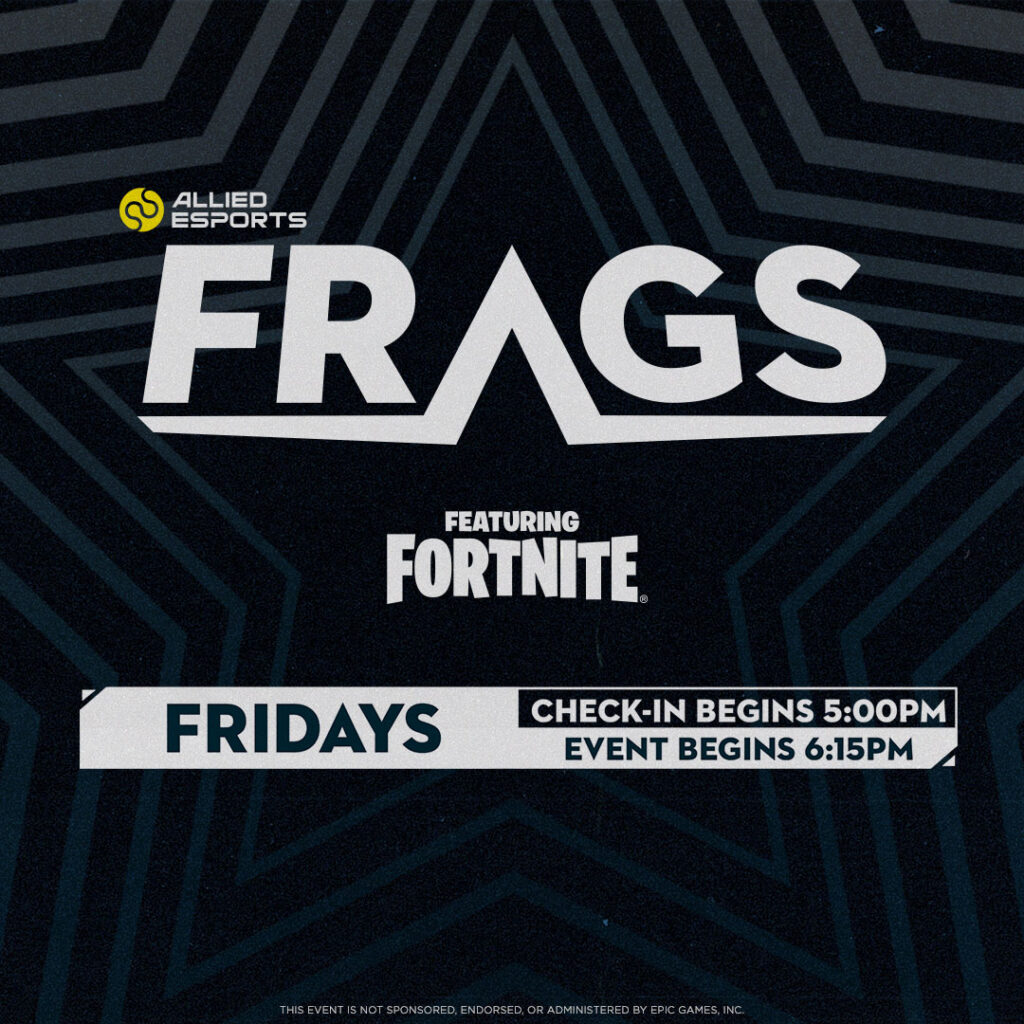 ALLIED
ESPORTS
FRAGS
FEATURING
FORTNITE®
FRIDAYS
CHECK-IN BEGINS 5:00PM
EVENT BEGINS 6:15PM
THIS EVENT IS NOT SPONSORED, ENDORSED, OR ADMINISTERED BY EPIC GAMES, INC.